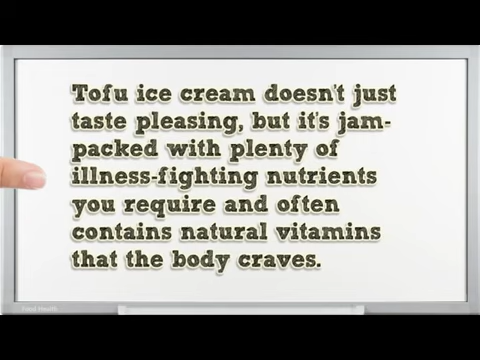 Tofu ice cream doesn't just
taste pleasing, but it's jam-
packed with plenty of
illness-fighting nutrients
you require and often
contains natural vitamins
that the body craves.